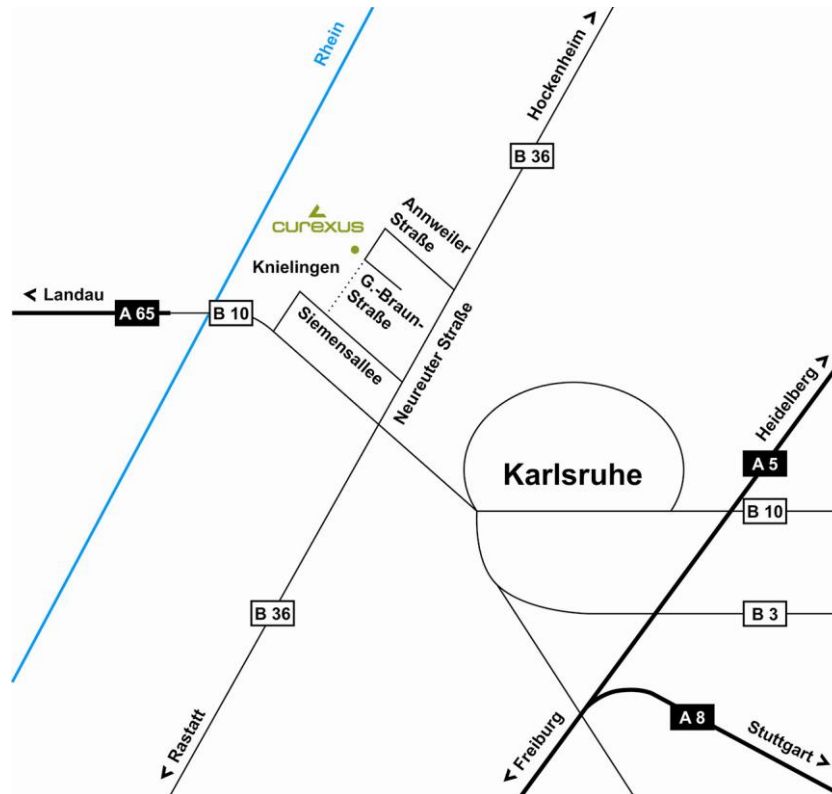 Rhein
Hockenheim
B 36
Annweiler
Straße
curexus
Knielingen
G.-Braun-
Straße
Landau
A 65
B 10
Siemensallee
Neureuter Straße
Heidelberg
Karlsruhe
A 5
B 10
B 36
B 3
Rastatt
Freiburg
A 8
Stuttgart